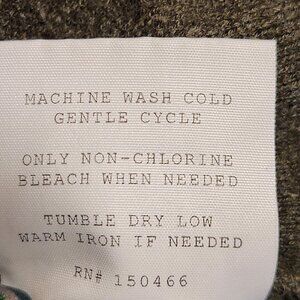 MACHINE WASH COLD
GENTLE CYCLE
ONLY NON-CHLORINE
BLEACH WHEN NEEDED
TUMBLE DRY LOW
WARM IRON IF NEEDED
RN# 150466